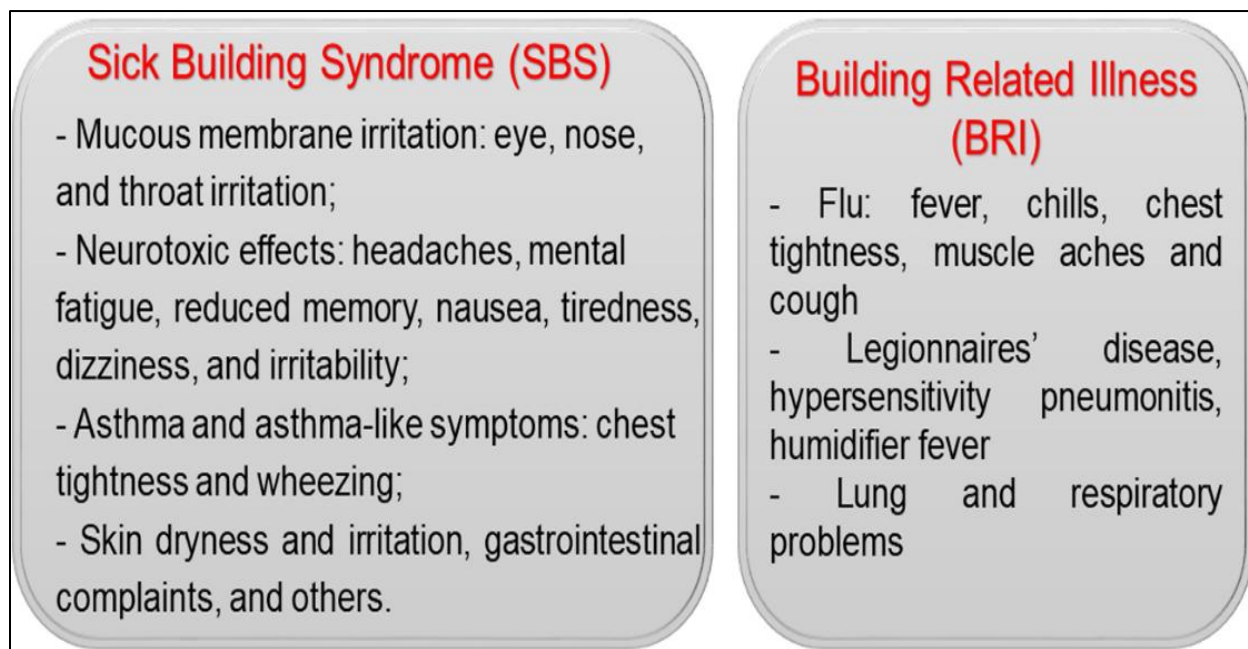 Sick Building Syndrome (SBS)
- Mucous membrane irritation: eye, nose,
and throat irritation;
- Neurotoxic effects: headaches, mental
fatigue, reduced memory, nausea, tiredness,
dizziness, and irritability;
- Asthma and asthma-like symptoms: chest
tightness and wheezing;
- Skin dryness and irritation, gastrointestinal
complaints, and others.
Building Related Illness
(BRI)
- Flu: fever, chills, chest
tightness, muscle aches and
cough
- Legionnaires’ disease,
hypersensitivity pneumonitis,
humidifier fever
- Lung and respiratory
problems